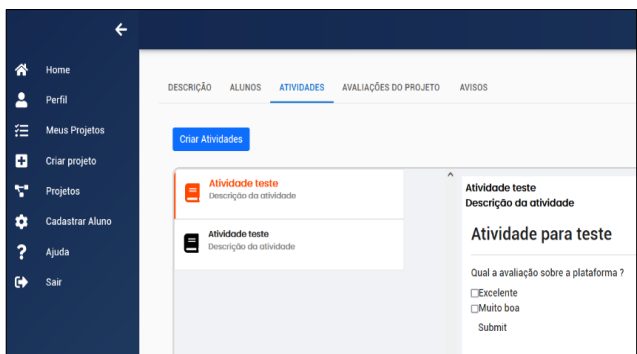 Home
Perfil
Meus Projetos
Criar projeto
Projetos
Cadastrar Aluno
Ajuda
Sair
DESCRIÇÃO ALUNOS ATIVIDADES AVALIAÇÕES DO PROJETO AVISOS
Criar Atividades
Atividade teste
Descrição da atividade
Atividade teste
Descrição da atividade
Atividade teste
Descrição da atividade
Atividade para teste
Qual a avaliação sobre a plataforma ?
Excelente
Muito boa
Submit